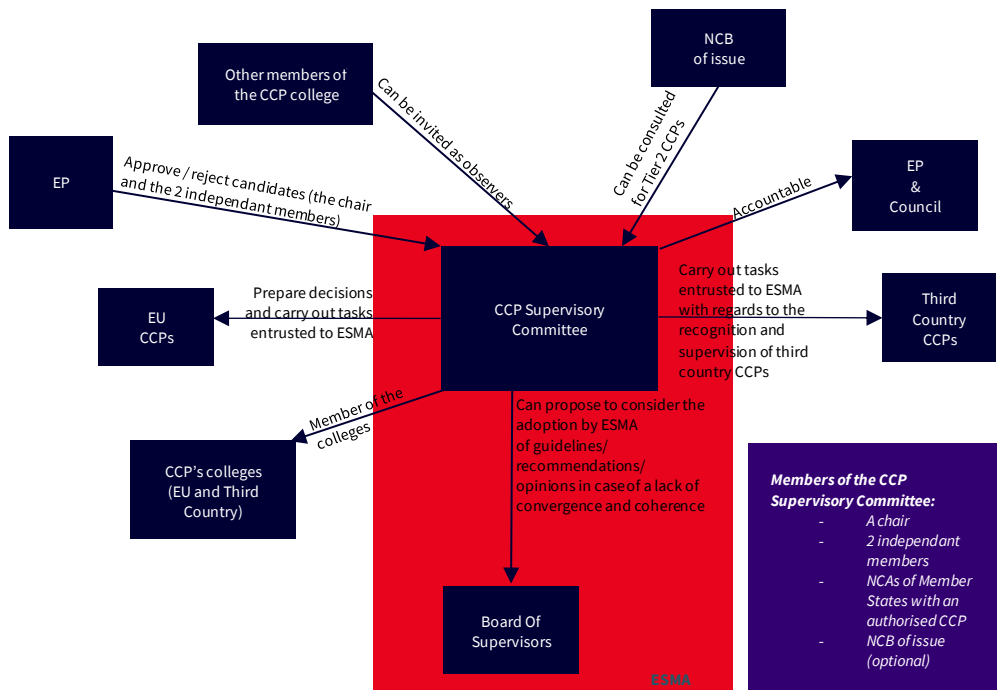 NCB
of issue
Other members of
the CCP college
Can be invited as observers
Can be consulted
for Tier 2 CCPs
EP
Approve / reject candidates (the chair
and the 2 independant members)
Accountable
EP
&
Council
CCP Supervisory
Committee
Prepare decisions
and carry out tasks
entrusted to ESMA
EU
CCPs
Carry out tasks
entrusted to ESMA
with regards to the
recognition and
supervision of third
country CCPs
Third
Country
CCPs
Member of the
colleges
CCP's colleges
(EU and Third
Country)
Can propose to consider the
adoption by ESMA
of guidelines/
recommendations/
opinions in case of a lack of
convergence and coherence
Board Of
Supervisors
ESMA
Members of the CCP
Supervisory Committee:
- A chair
- 2 independant
members
- NCAs of Member
States with an
authorised CCP
- NCB of issue
(optional)